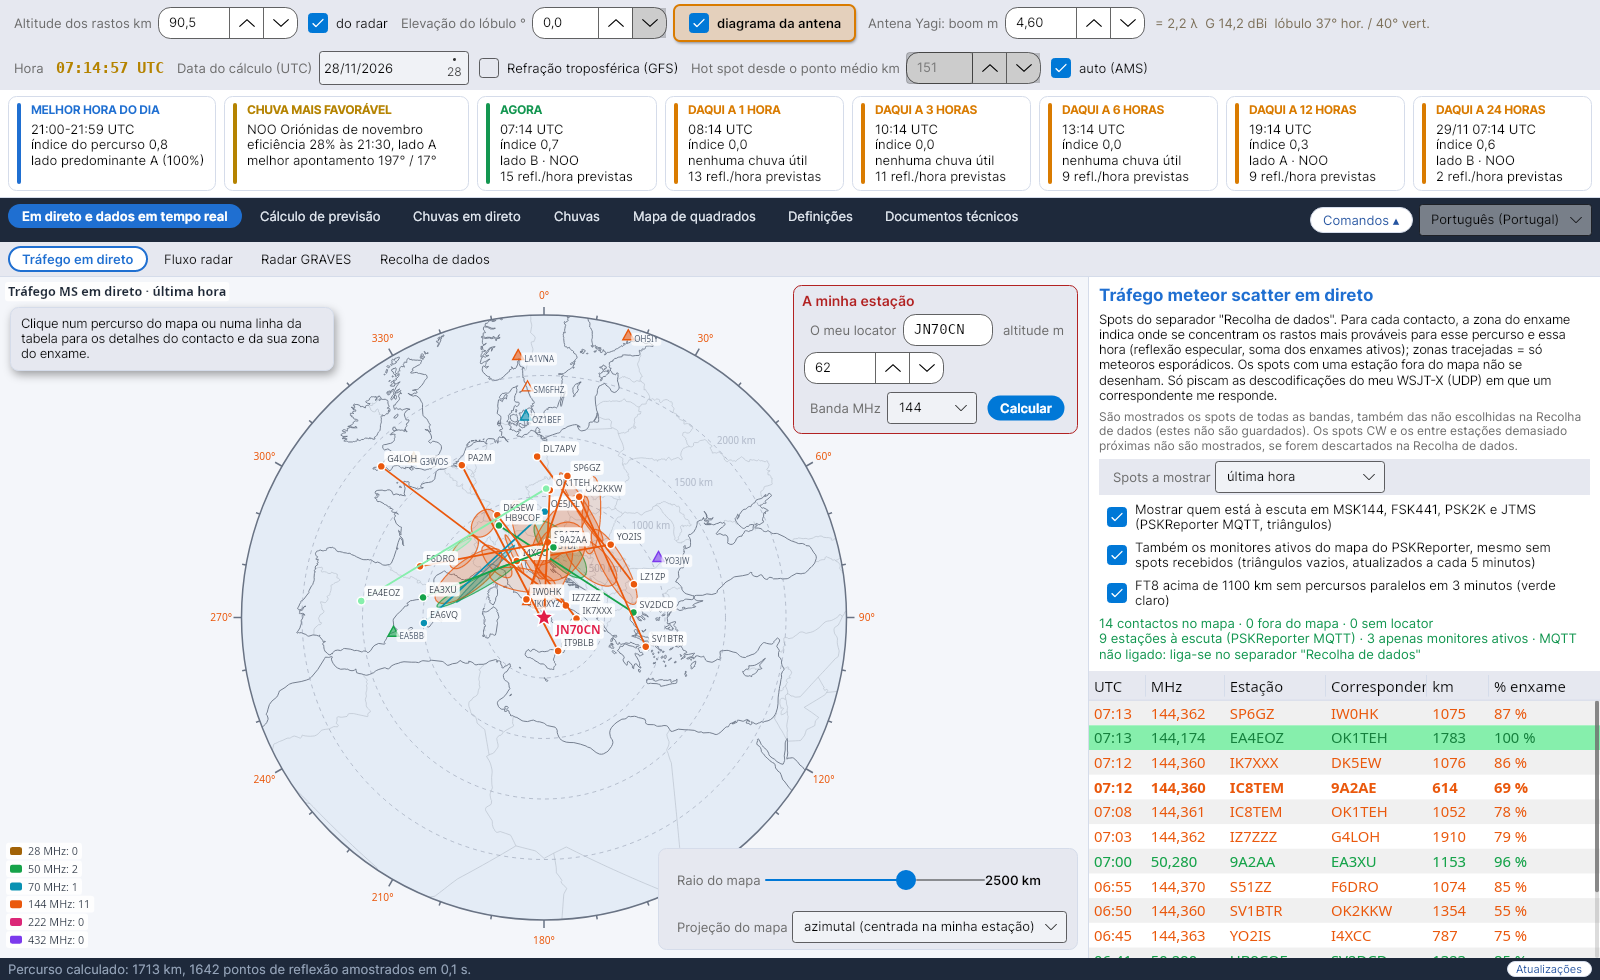 Altitude dos rastos km 90,5 do radar Elevação do lóbulo ° 0,0 diagrama da antena Antena Yagi: boom m 4,60 = 2,2 λ G 14,2 dBi lóbulo 37° hor. / 40° vert.
Hora 07:14:57 UTC Data do cálculo (UTC) 28/11/2026 28 Refração troposférica (GFS) Hot spot desde o ponto médio km 151 auto (AMS)
MELHOR HORA DO DIA
21:00-21:59 UTC
índice do percurso 0,8
lado predominante A (100%)
CHUVA MAIS FAVORÁVEL
NOO Oriónidas de novembro
eficiência 28% às 21:30, lado A
melhor apontamento 197° / 17°
AGORA
07:14 UTC
índice 0,7
lado B · NOO
15 refl./hora previstas
DAQUI A 1 HORA
08:14 UTC
índice 0,0
nenhuma chuva útil
13 refl./hora previstas
DAQUI A 3 HORAS
10:14 UTC
índice 0,0
nenhuma chuva útil
11 refl./hora previstas
DAQUI A 6 HORAS
13:14 UTC
índice 0,0
nenhuma chuva útil
9 refl./hora previstas
DAQUI A 12 HORAS
19:14 UTC
índice 0,3
lado A · NOO
9 refl./hora previstas
DAQUI A 24 HORAS
29/11 07:14 UTC
índice 0,6
lado B · NOO
2 refl./hora previstas
Em direto e dados em tempo real Cálculo de previsão Chuvas em direto Chuvas Mapa de quadrados Definições Documentos técnicos Comandos ▴ Português (Portugal)
Tráfego em direto Fluxo radar Radar GRAVES Recolha de dados
Tráfego MS em direto · última hora
Clique num percurso do mapa ou numa linha da
tabela para os detalhes do contacto e da sua zona
do enxame.
A minha estação
O meu locator JN70CN altitude m
62
Banda MHz 144 Calcular
0°
330°
30°
300°
60°
270°
90°
240°
120°
210°
180°
2000 km
1500 km
1000 km
OH5IY
LA1VNA
SM6FHZ
OZ1BEF
DL7APV
G4LOH
G3WOS
PA2M
SP6GZ
OK1TEH
OK2KKW
OE5JFL
DK5EW
HB9COF
9A2AA
YO2IS
YO3JW
F6DRO
LZ1ZP
EA4EOZ
EA3XU
IW0HK
IZ7ZZZ
IK7XXX
SV2DCD
EA6VQ
EA5BB
JN70CN
IT9BLB
SV1BTR
28 MHz: 0
50 MHz: 2
70 MHz: 1
144 MHz: 11
222 MHz: 0
432 MHz: 0
Raio do mapa 2500 km
Projeção do mapa azimutal (centrada na minha estação)
Tráfego meteor scatter em direto
Spots do separador "Recolha de dados". Para cada contacto, a zona do enxame
indica onde se concentram os rastos mais prováveis para esse percurso e essa
hora (reflexão especular, soma dos enxames ativos); zonas tracejadas = só
meteoros esporádicos. Os spots com uma estação fora do mapa não se
desenham. Só piscam as descodificações do meu WSJT-X (UDP) em que um
correspondente me responde.
São mostrados os spots de todas as bandas, também das não escolhidas na Recolha
de dados (estes não são guardados). Os spots CW e os entre estações demasiado
próximas não são mostrados, se forem descartados na Recolha de dados.
Spots a mostrar última hora
Mostrar quem está à escuta em MSK144, FSK441, PSK2K e JTMS
(PSKReporter MQTT, triângulos)
Também os monitores ativos do mapa do PSKReporter, mesmo sem
spots recebidos (triângulos vazios, atualizados a cada 5 minutos)
FT8 acima de 1100 km sem percursos paralelos em 3 minutos (verde
claro)
14 contactos no mapa · 0 fora do mapa · 0 sem locator
9 estações à escuta (PSKReporter MQTT) · 3 apenas monitores ativos · MQTT
não ligado: liga-se no separador "Recolha de dados"
UTC MHz Estação Corresponder km % enxame
07:13 144,362 SP6GZ IW0HK 1075 87 %
07:13 144,174 EA4EOZ OK1TEH 1783 100 %
07:12 144,360 IK7XXX DK5EW 1076 86 %
07:12 144,360 IC8TEM 9A2AE 614 69 %
07:08 144,361 IC8TEM OK1TEH 1052 78 %
07:03 144,362 IZ7ZZZ G4LOH 1910 79 %
07:00 50,280 9A2AA EA3XU 1153 96 %
06:55 144,370 S51ZZ F6DRO 1074 85 %
06:50 144,360 SV1BTR OK2KKW 1354 55 %
06:45 144,363 YO2IS I4XCC 787 75 %
Percurso calculado: 1713 km, 1642 pontos de reflexão amostrados em 0,1 s.
Atualizações